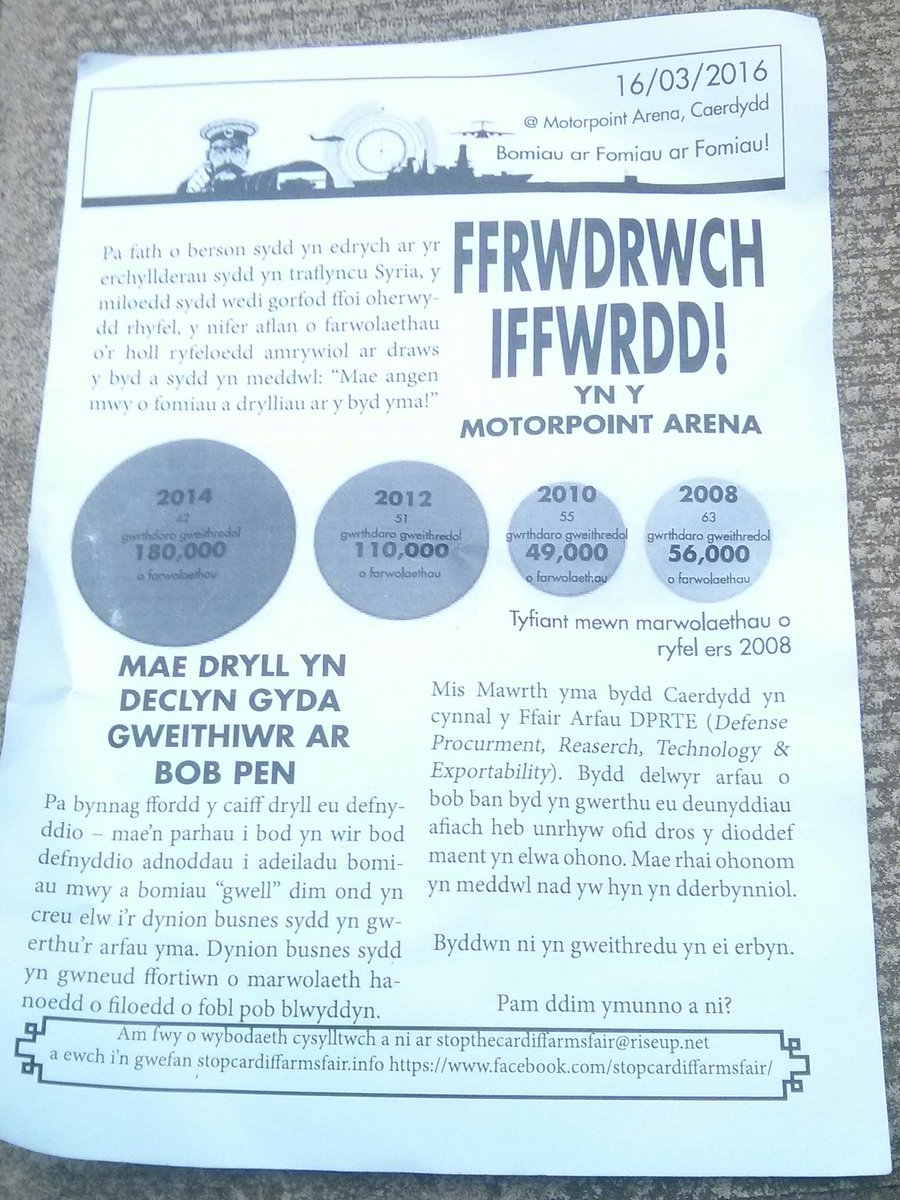 16/03/2016
@ Motorpoint Arena, Caerdydd
Bomiau ar Fomiau ar Fomiau!
Pa fath o berson sydd yn edrych ar yr
erchyllderau sydd yn traflyncu Syria, y
miloedd sydd wedi gorfod ffoi oherwy-
dd rhyfel, y nifer aflan o farwolaethau
o'r holl ryfeloedd amrywiol ar draws
y byd a sydd yn meddwl: “Mae angen
mwy o fomiau a drylliau ar y byd yma!”
FFRWDRWCH
IFFWRDD!
YN Y
MOTORPOINT ARENA
2014
42
gwrthdaro gweithredol
180,000
o farwolaethau
2012
51
gwrthdaro gweithredol
110,000
o farwolaethau
2010
55
gwrthdaro gweithredol
49,000
o farwolaethau
2008
63
gwrthdaro gweithredol
56,000
o farwolaethau
Tyfiant mewn marwolaethau o
ryfel ers 2008
MAE DRYLL YN
DECLYN GYDA
GWEITHIWR AR
BOB PEN
Pa bynnag ffordd y caiff dryll eu defny-
ddio – mae'n parhau i bod yn wir bod
defnyddio adnoddau i adeiladu bomi-
au mwy a bomiau “gwell” dim ond yn
creu elw i'r dynion busnes sydd yn gw-
erthu'r arfau yma. Dynion busnes sydd
yn gwneud ffortiwn o marwolaeth ha-
noedd o filoedd o fobl pob blwyddyn.
Mis Mawrth yma bydd Caerdydd yn
cynnal y Ffair Arfau DPRTE (Defense
Procurment, Reaserch, Technology &
Exportability). Bydd delwyr arfau o
bob ban byd yn gwerthu eu deunyddiau
afiach heb unrhyw ofid dros y dioddef
maent yn elwa ohono. Mae rhai ohonom
yn meddwl nad yw hyn yn dderbynniol.
Byddwn ni yn gweithredu yn ei erbyn.
Pam ddim ymunno a ni?
Am fwy o wybodaeth cysylltwch a ni ar stopthecardiffarmsfair@riseup.net
a ewch i'n gwefan stopcardiffarmsfair.info https://www.facebook.com/stopcardiffarmsfair/